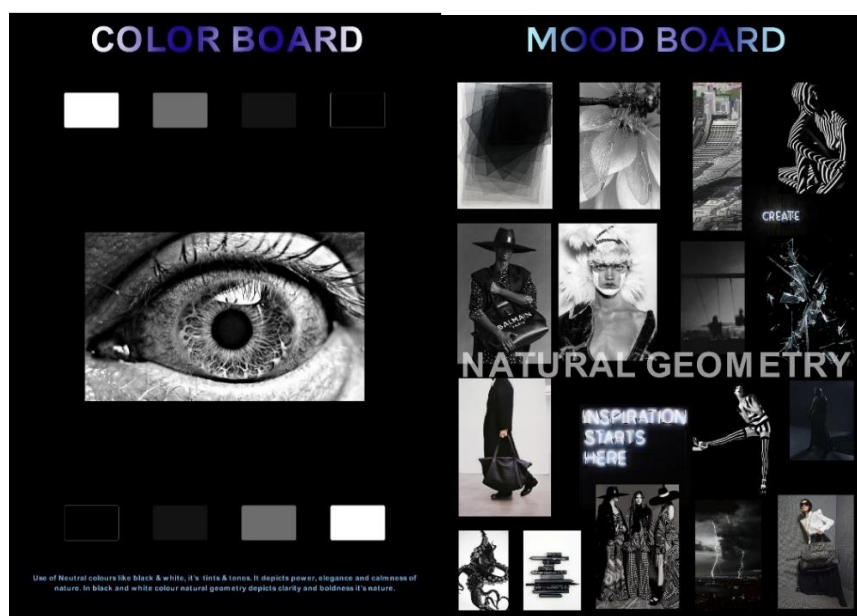 COLOR BOARD
Use of Neutral colours like black & white, it's tints & tones. It depicts power, elegance and calmness of
nature. In black and white colour natural geometry depicts clarity and boldness it's nature.
MOOD BOARD
CREATE
BALMAIN
PARIS
NATURAL GEOMETRY
INSPIRATION
STARTS
HERE